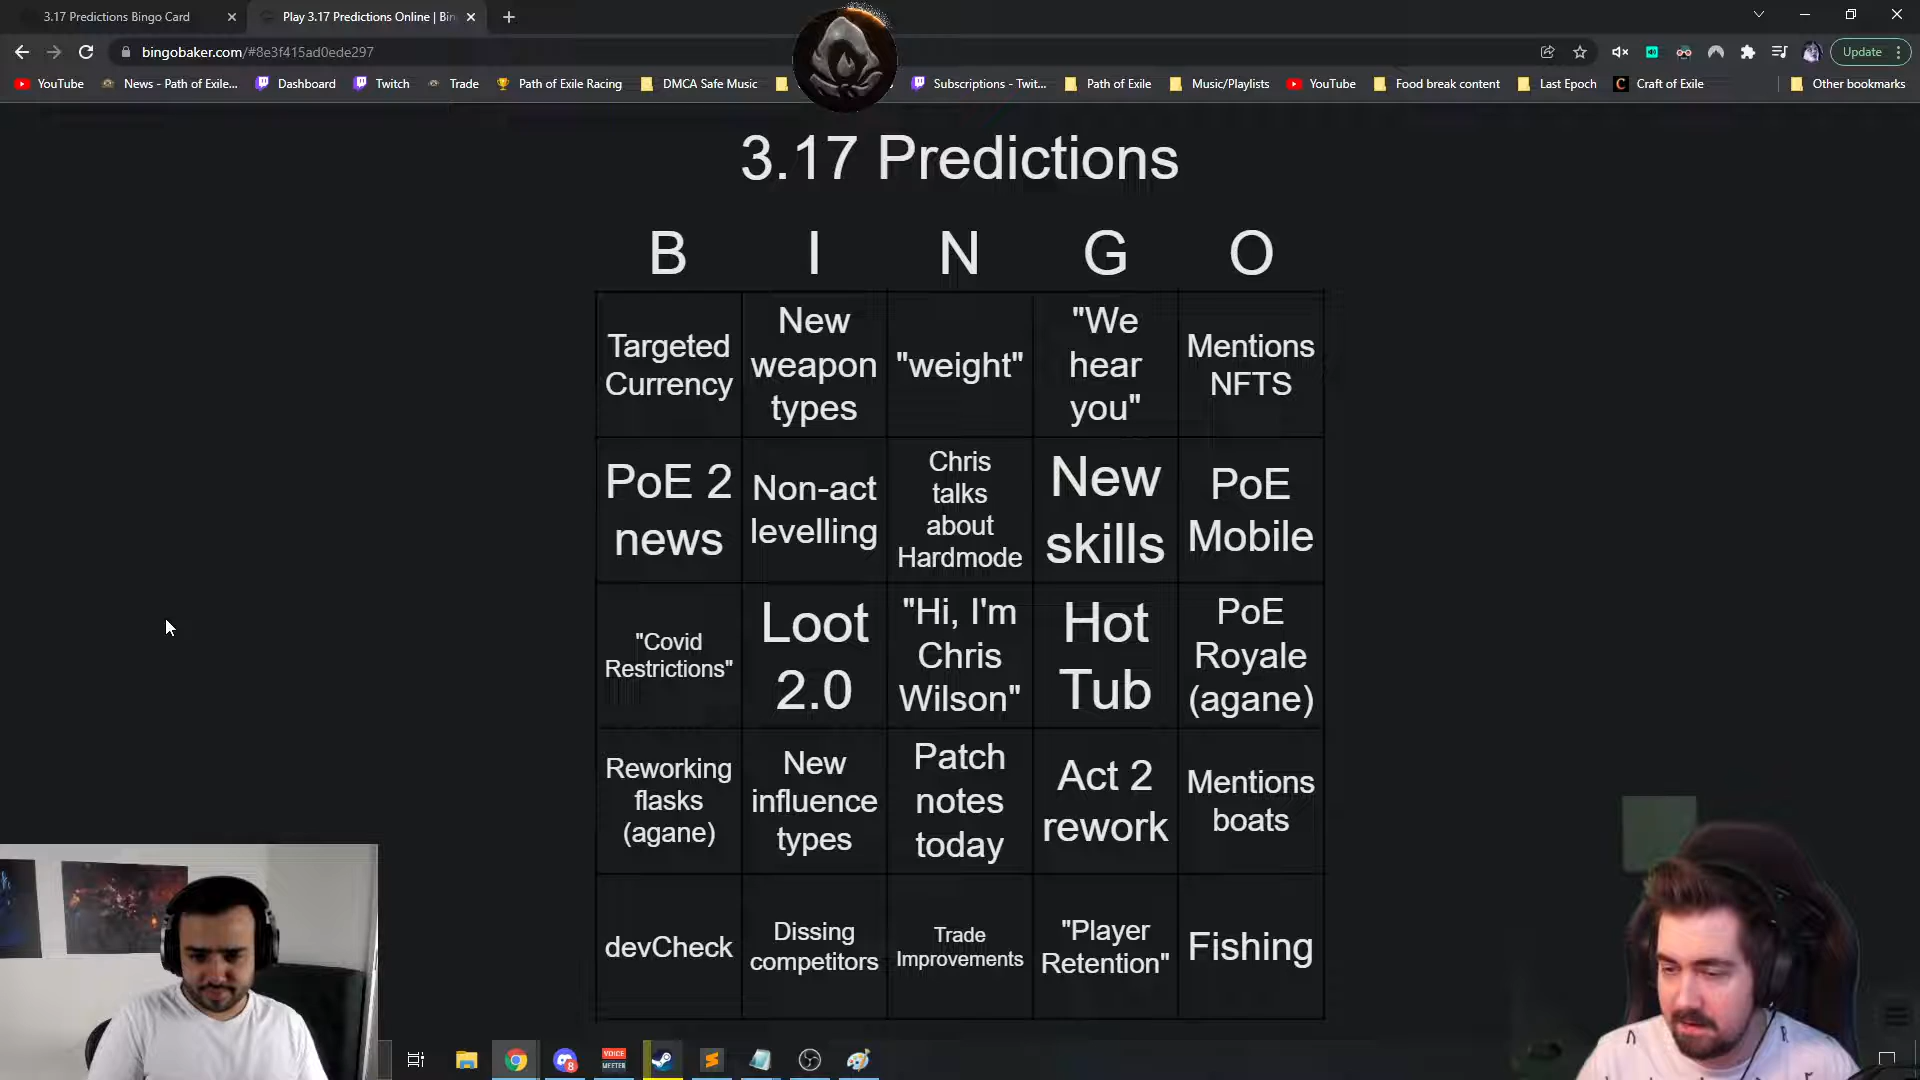 3.17 Predictions Bingo Card
Play 3.17 Predictions Online | Bin
bingobaker.com/#8e3f415ad0ede297
Update
YouTube
News - Path of Exile...
Dashboard
Twitch
Trade
Path of Exile Racing
DMCA Safe Music
Subscriptions - Twit...
Path of Exile
Music/Playlists
YouTube
Food break content
Last Epoch
C
Craft of Exile
Other bookmarks
3.17 Predictions
B I N G O
Targeted
Currency
New
weapon
types
"weight"
"We
hear
you"
Mentions
NFTS
PoE 2
news
Non-act
levelling
Chris
talks
about
Hardmode
New
skills
PoE
Mobile
"Covid
Restrictions"
Loot
2.0
"Hi, I'm
Chris
Wilson"
Hot
Tub
PoE
Royale
(agane)
Reworking
flasks
(agane)
New
influence
types
Patch
notes
today
Act 2
rework
Mentions
boats
devCheck
Dissing
competitors
Trade
Improvements
"Player
Retention"
Fishing
VOICE
MEETER
8